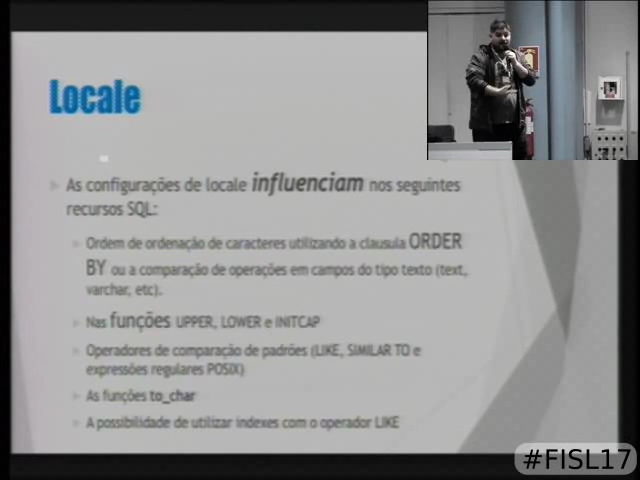 Locale
As configurações de locale influenciam nos seguintes
recursos SQL:
Ordem de ordenação de caracteres utilizando a clausula ORDER
BY ou a comparação de operações em campos do tipo texto (text,
varchar, etc).
Nas funções UPPER, LOWER e INITCAP
Operadores de comparação de padrões (LIKE, SIMILAR TO e
expressões regulares POSIX)
As funções to_char
A possibilidade de utilizar indexes com o operador LIKE
#FISL17